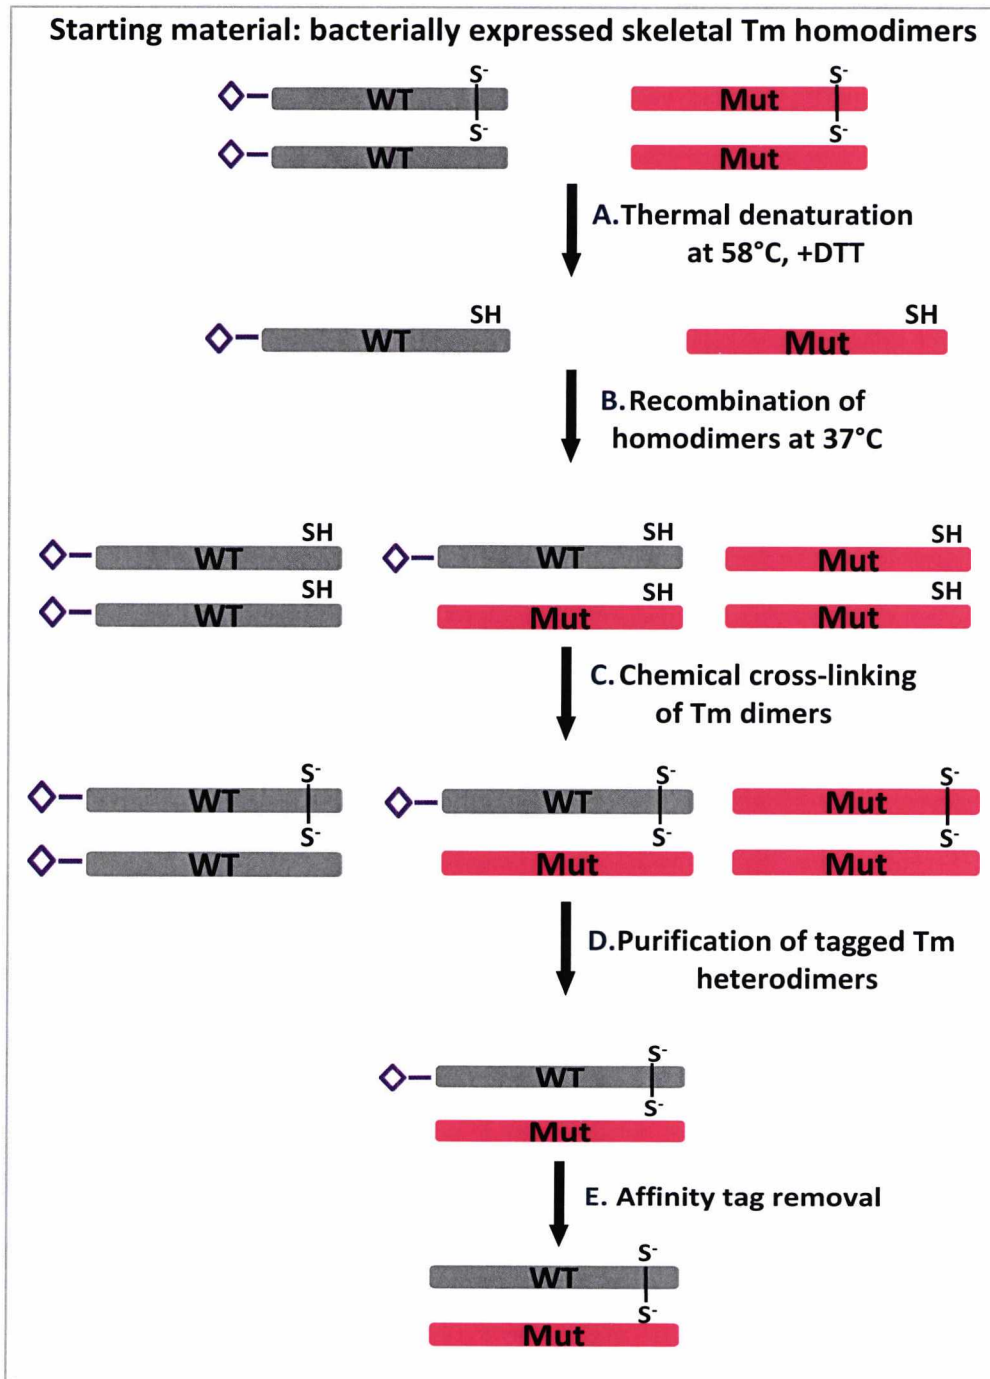 Starting material: bacterially expressed skeletal Tm homodimers
S- S-
WT Mut
S- S-
WT Mut
A.Thermal denaturation
at 58°C, +DTT
SH SH
WT Mut
B.Recombination of
homodimers at 37°C
SH SH SH
WT WT Mut
SH SH SH
WT Mut Mut
C.Chemical cross-linking
of Tm dimers
S- S- S-
WT WT Mut
S- S- S-
WT Mut Mut
D.Purification of tagged Tm
heterodimers
S-
WT
S-
Mut
E. Affinity tag removal
S-
WT
S-
Mut